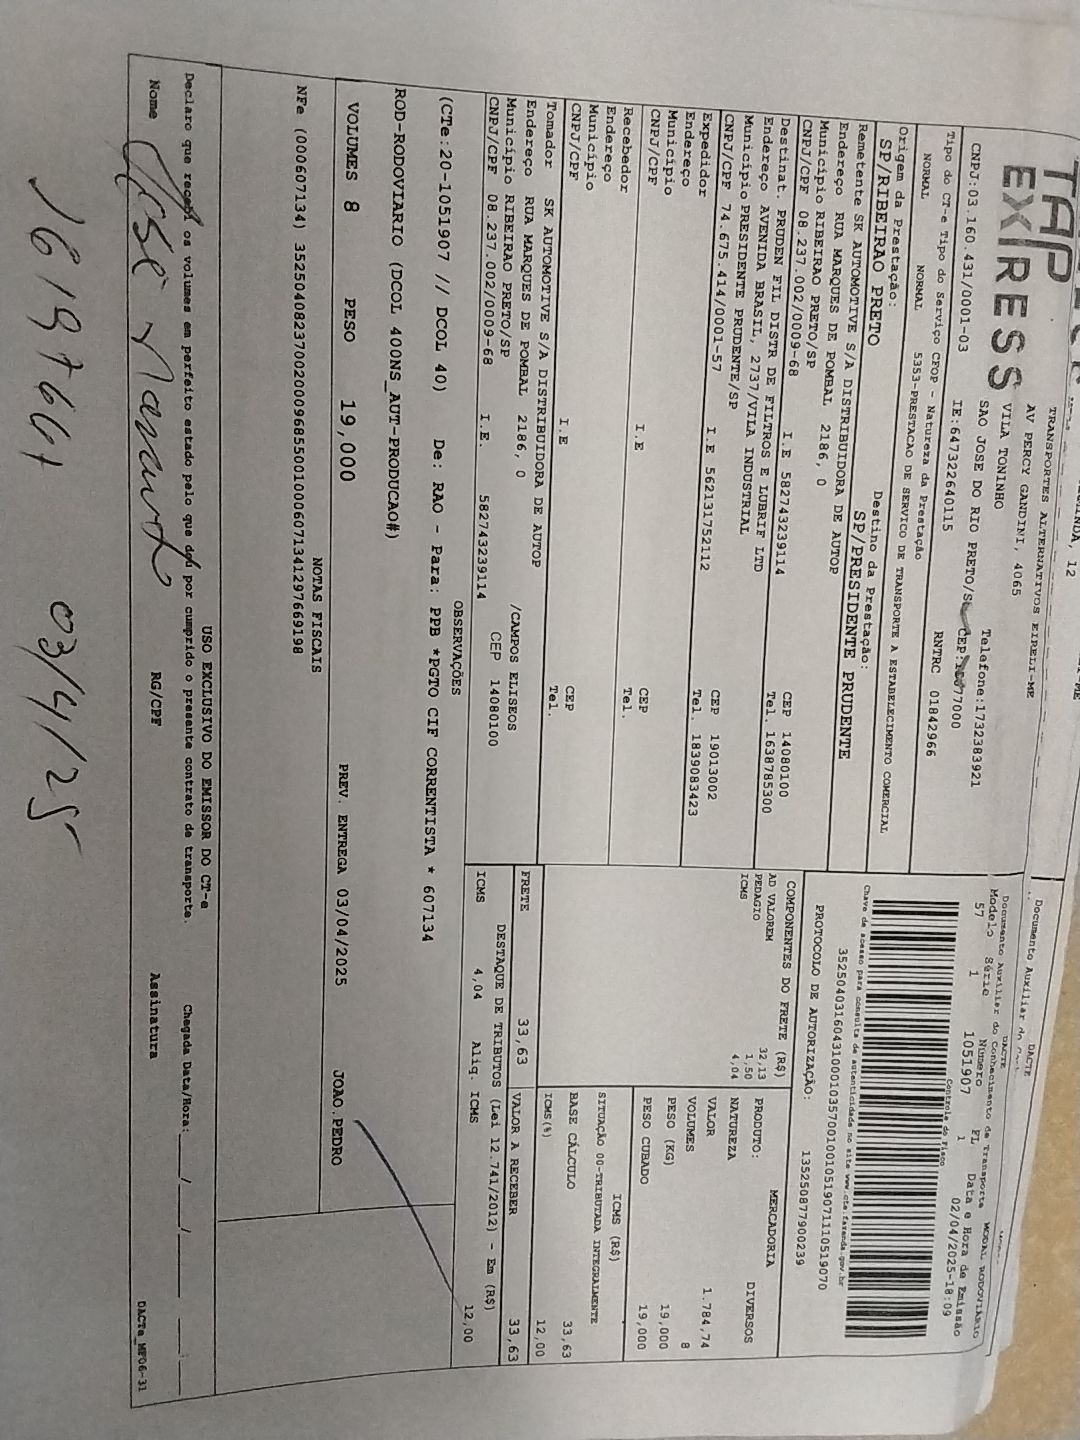 TAP
EXPRESS
TRANSPORTES ALTERNATIVOS EIRELI-ME
AV PERCY GANDINI, 4065
VILA TONINHO
SAO JOSE DO RIO PRETO/S
Telefone:1732383921
CNPJ:03.160.431/0001-03 IE:647322640115
RNTRC 01842966
Tipo do CT-e Tipo do Serviço CFOP - Natureza da Prestação
NORMAL NORMAL 5353-PRESTACAO DE SERVICO DE TRANSPORTE A ESTABELECIMENTO COMERCIAL
Origem da Prestação: Destino da Prestação:
SP/RIBEIRAO PRETO SP/PRESIDENTE PRUDENTE
DACTE
Documento Auxiliar do Conhecimento de Transporte MODAL RODOVIÁRIO
Modelo Série Número FL Data e Hora de Emissão
57 1 1051907 1 02/04/2025-18:09
Controle do Fisco
Chave de acesso para consulta de autenticidade no site www.cte.fazenda.gov.br
35250403160431000103570010010519071110519070
PROTOCOLO DE AUTORIZAÇÃO: 135250877900239
Remetente SK AUTOMOTIVE S/A DISTRIBUIDORA DE AUTOP
Endereço RUA MARQUES DE POMBAL 2186, 0
Município RIBEIRAO PRETO/SP CEP 14080100
CNPJ/CPF 08.237.002/0009-68 I.E 582743239114 Tel. 1638785300
Destinat. PRUDEN FIL DISTR DE FILTROS E LUBRIF LTD
Endereço AVENIDA BRASIL, 2737/VILA INDUSTRIAL
Município PRESIDENTE PRUDENTE/SP CEP 19013002
CNPJ/CPF 74.675.414/0001-57 I.E 562131752112 Tel. 1839083423
Expedidor
Endereço
Município CEP
CNPJ/CPF I.E Tel.
Recebedor
Endereço
Município CEP
CNPJ/CPF I.E Tel.
Tomador SK AUTOMOTIVE S/A DISTRIBUIDORA DE AUTOP
Endereço RUA MARQUES DE POMBAL 2186, 0 /CAMPOS ELISEOS
Município RIBEIRAO PRETO/SP CEP 14080100
CNPJ/CPF 08.237.002/0009-68 I.E. 582743239114
COMPONENTES DO FRETE (R$)
AD VALOREM 32,13
PEDAGIO 1,50
ICMS 4,04
PRODUTO: MERCADORIA
NATUREZA DIVERSOS
VALOR 1.784,74
VOLUMES 8
PESO (KG) 19,000
PESO CUBADO 19,000
ICMS (R$)
SITUAÇÃO 00-TRIBUTADA INTEGRALMENTE
BASE CÁLCULO 33,63
ICMS(%) 12,00
FRETE 33,63 VALOR A RECEBER 33,63
DESTAQUE DE TRIBUTOS (Lei 12.741/2012) - Em (R$)
ICMS 4,04 Aliq. ICMS 12,00
OBSERVAÇÕES
(CTe:20-1051907 // DCOL 40) De: RAO - Para: PPB *PGTO CIF CORRENTISTA * 607134
ROD-RODOVIARIO (DCOL 400NS_AUT-PRODUCAO#)
VOLUMES 8 PESO 19,000 PREV. ENTREGA 03/04/2025 JOAO.PEDRO
NOTAS FISCAIS
NFe (000607134) 35250408237002000968550010006071341297669198
USO EXCLUSIVO DO EMISSOR DO CT-e
Declaro que recebi os volumes em perfeito estado pelo que dou por cumprido o presente contrato de transporte. Chegada Data/Hora:____/____/______ ____:____
Nome RG/CPF Assinatura
DACTe_MP06-31
03/4/25